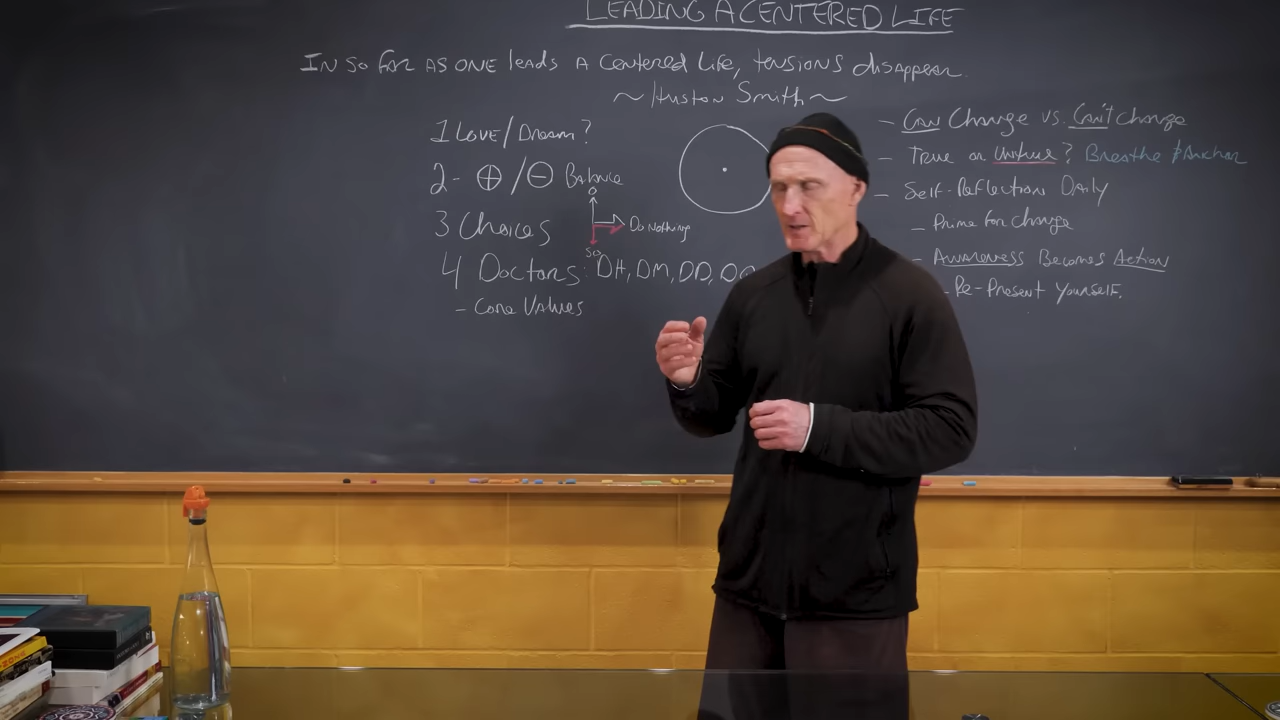 LEADING A CENTERED LIFE
IN SO FAR AS ONE leads A Centered Life, tensions disappear.
~ Huston Smith ~
1 Love/Dream?
2- ⊕/⊖ Balance
3 Choices
O
Do Nothing
SO
4 Doctors: DH, DM, DD, DQ
- Core Values
- Can Change vs. Can't change
- True or Untrue? Breathe & Anchor
- Self-Reflection Daily
- Prime for Change
- Awareness Becomes Action
- Re-Present Yourself.